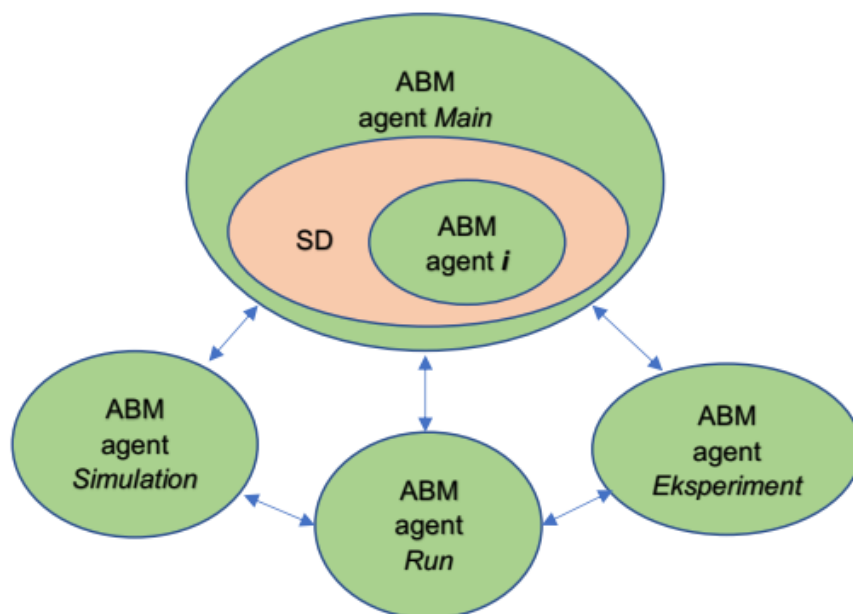 ABM
agent Main
SD
ABM
agent i
ABM
agent
Simulation
ABM
agent
Run
ABM
agent
Eksperiment